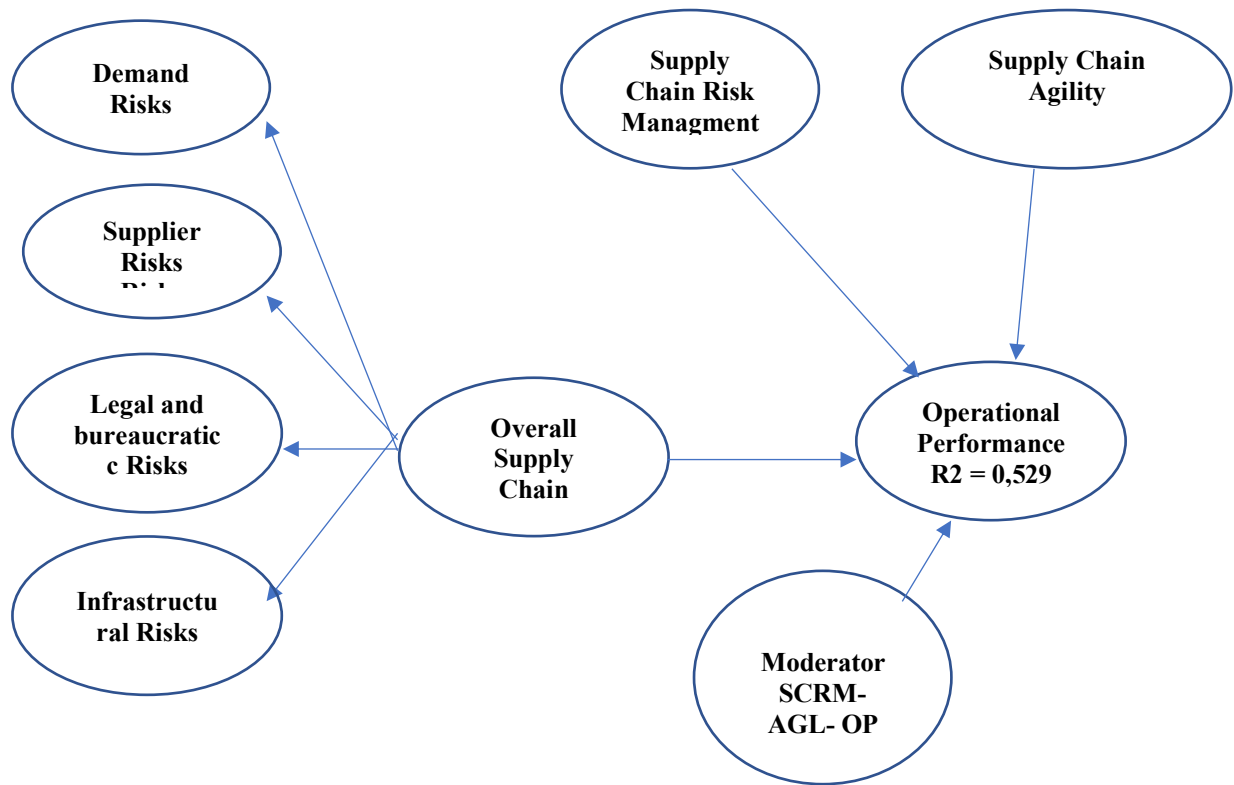 Demand
Risks
Supply
Chain Risk
Managment
Supply Chain
Agility
Supplier
Risks
Legal and
bureaucratic
c Risks
Overall
Supply
Chain
Operational
Performance
R2 = 0,529
Infrastructu
ral Risks
Moderator
SCRM-
AGL- OP